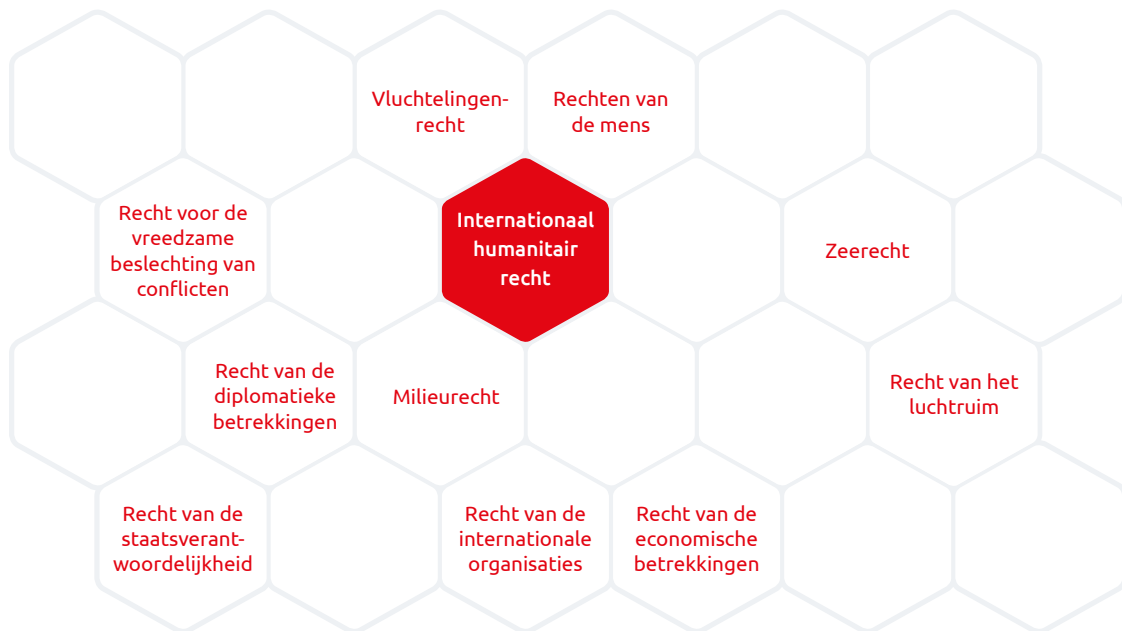 Vluchtelingen-
recht
Rechten van
de mens
Recht voor de
vreedzame
beslechting van
conflicten
Internationaal
humanitair
recht
Zeerecht
Recht van de
diplomatieke
betrekkingen
Milieurecht
Recht van het
luchtruim
Recht van de
staatsverant-
woordelijkheid
Recht van de
internationale
organisaties
Recht van de
economische
betrekkingen